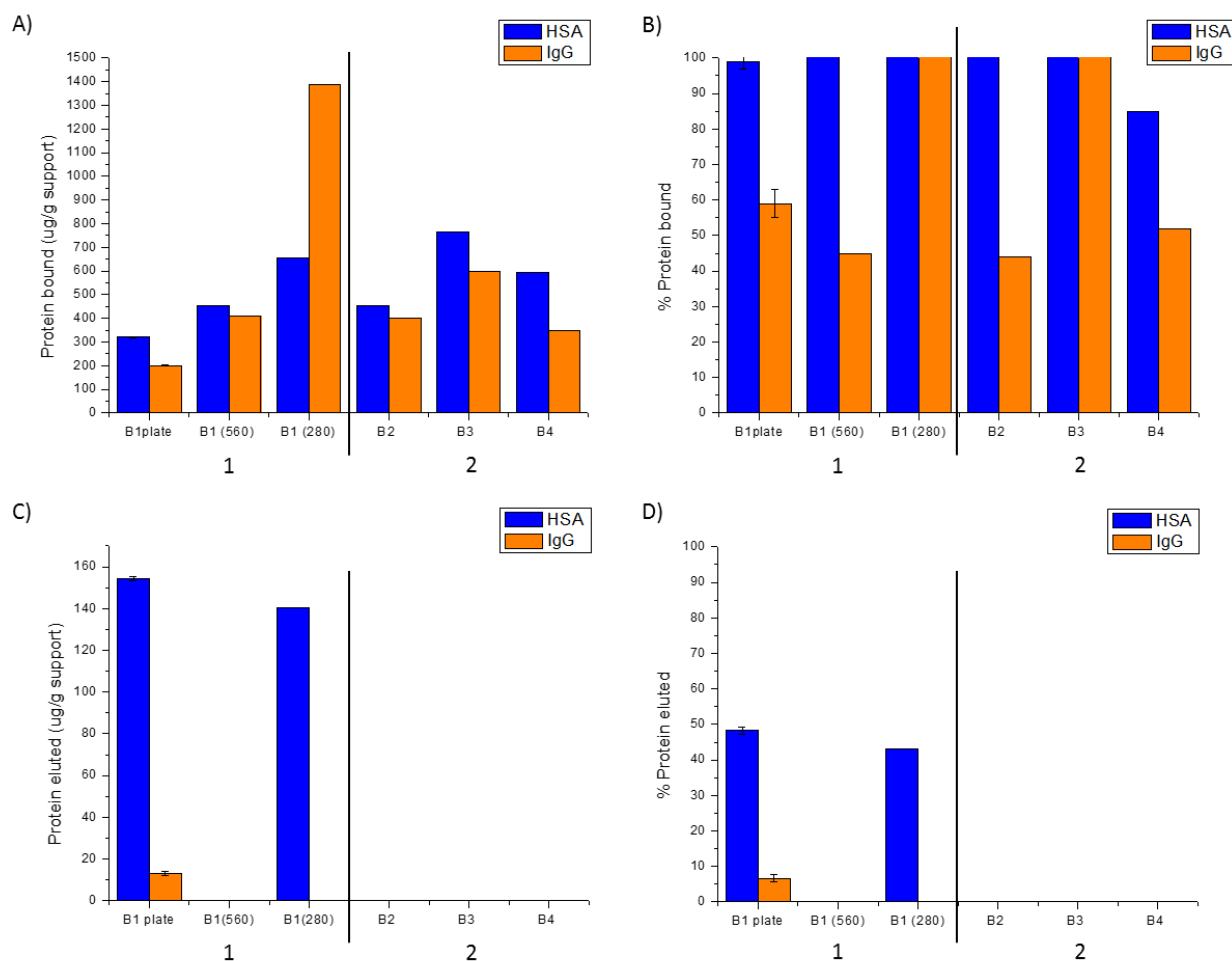 A)
HSA
IgG
Protein bound (ug/g support)
1500
1400
1300
1200
1100
1000
900
800
700
600
500
400
300
200
100
0
B1plate B1 (560) B1 (280) B2 B3 B4
1 2
B)
HSA
IgG
% Protein bound
100
90
80
70
60
50
40
30
20
10
0
B1plate B1 (560) B1 (280) B2 B3 B4
1 2
C)
HSA
IgG
Protein eluted (ug/g support)
160
140
120
100
80
60
40
20
0
B1 plate B1(560) B1(280) B2 B3 B4
1 2
D)
HSA
IgG
% Protein eluted
100
90
80
70
60
50
40
30
20
10
0
B1 plate B1 (560) B1 (280) B2 B3 B4
1 2